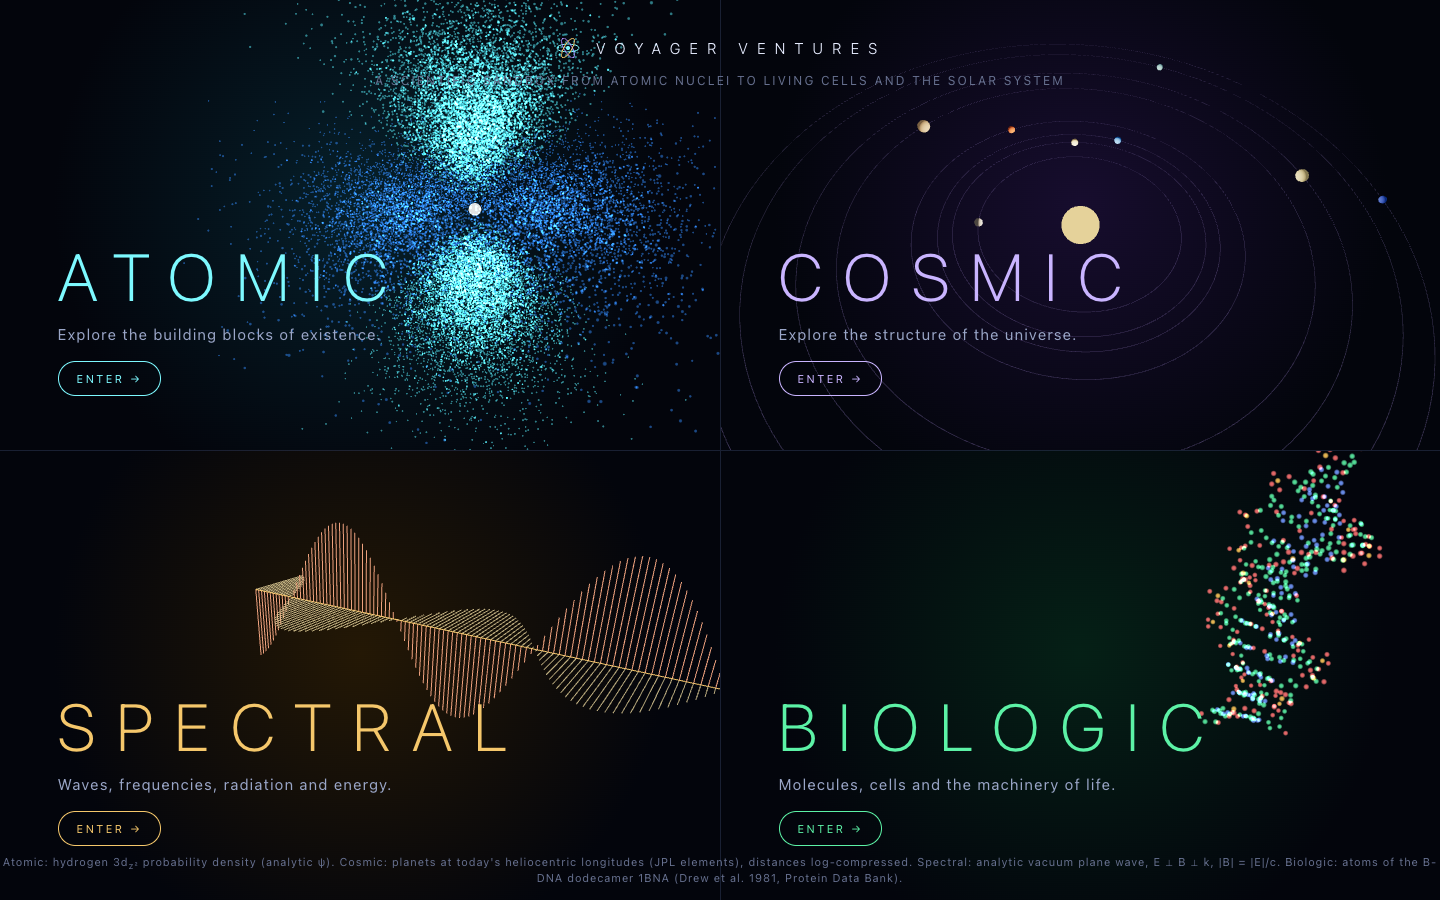 VOYAGER VENTURES
FROM ATOMIC NUCLEI TO LIVING CELLS AND THE SOLAR SYSTEM
ATOMIC
Explore the building blocks of existence.
ENTER →
COSMIC
Explore the structure of the universe.
ENTER →
SPECTRAL
Waves, frequencies, radiation and energy.
ENTER →
BIOLOGIC
Molecules, cells and the machinery of life.
ENTER →
Atomic: hydrogen 3d_z² probability density (analytic ψ). Cosmic: planets at today's heliocentric longitudes (JPL elements), distances log-compressed. Spectral: analytic vacuum plane wave, E ⊥ B ⊥ k, |B| = |E|/c. Biologic: atoms of the B-
DNA dodecamer 1BNA (Drew et al. 1981, Protein Data Bank).